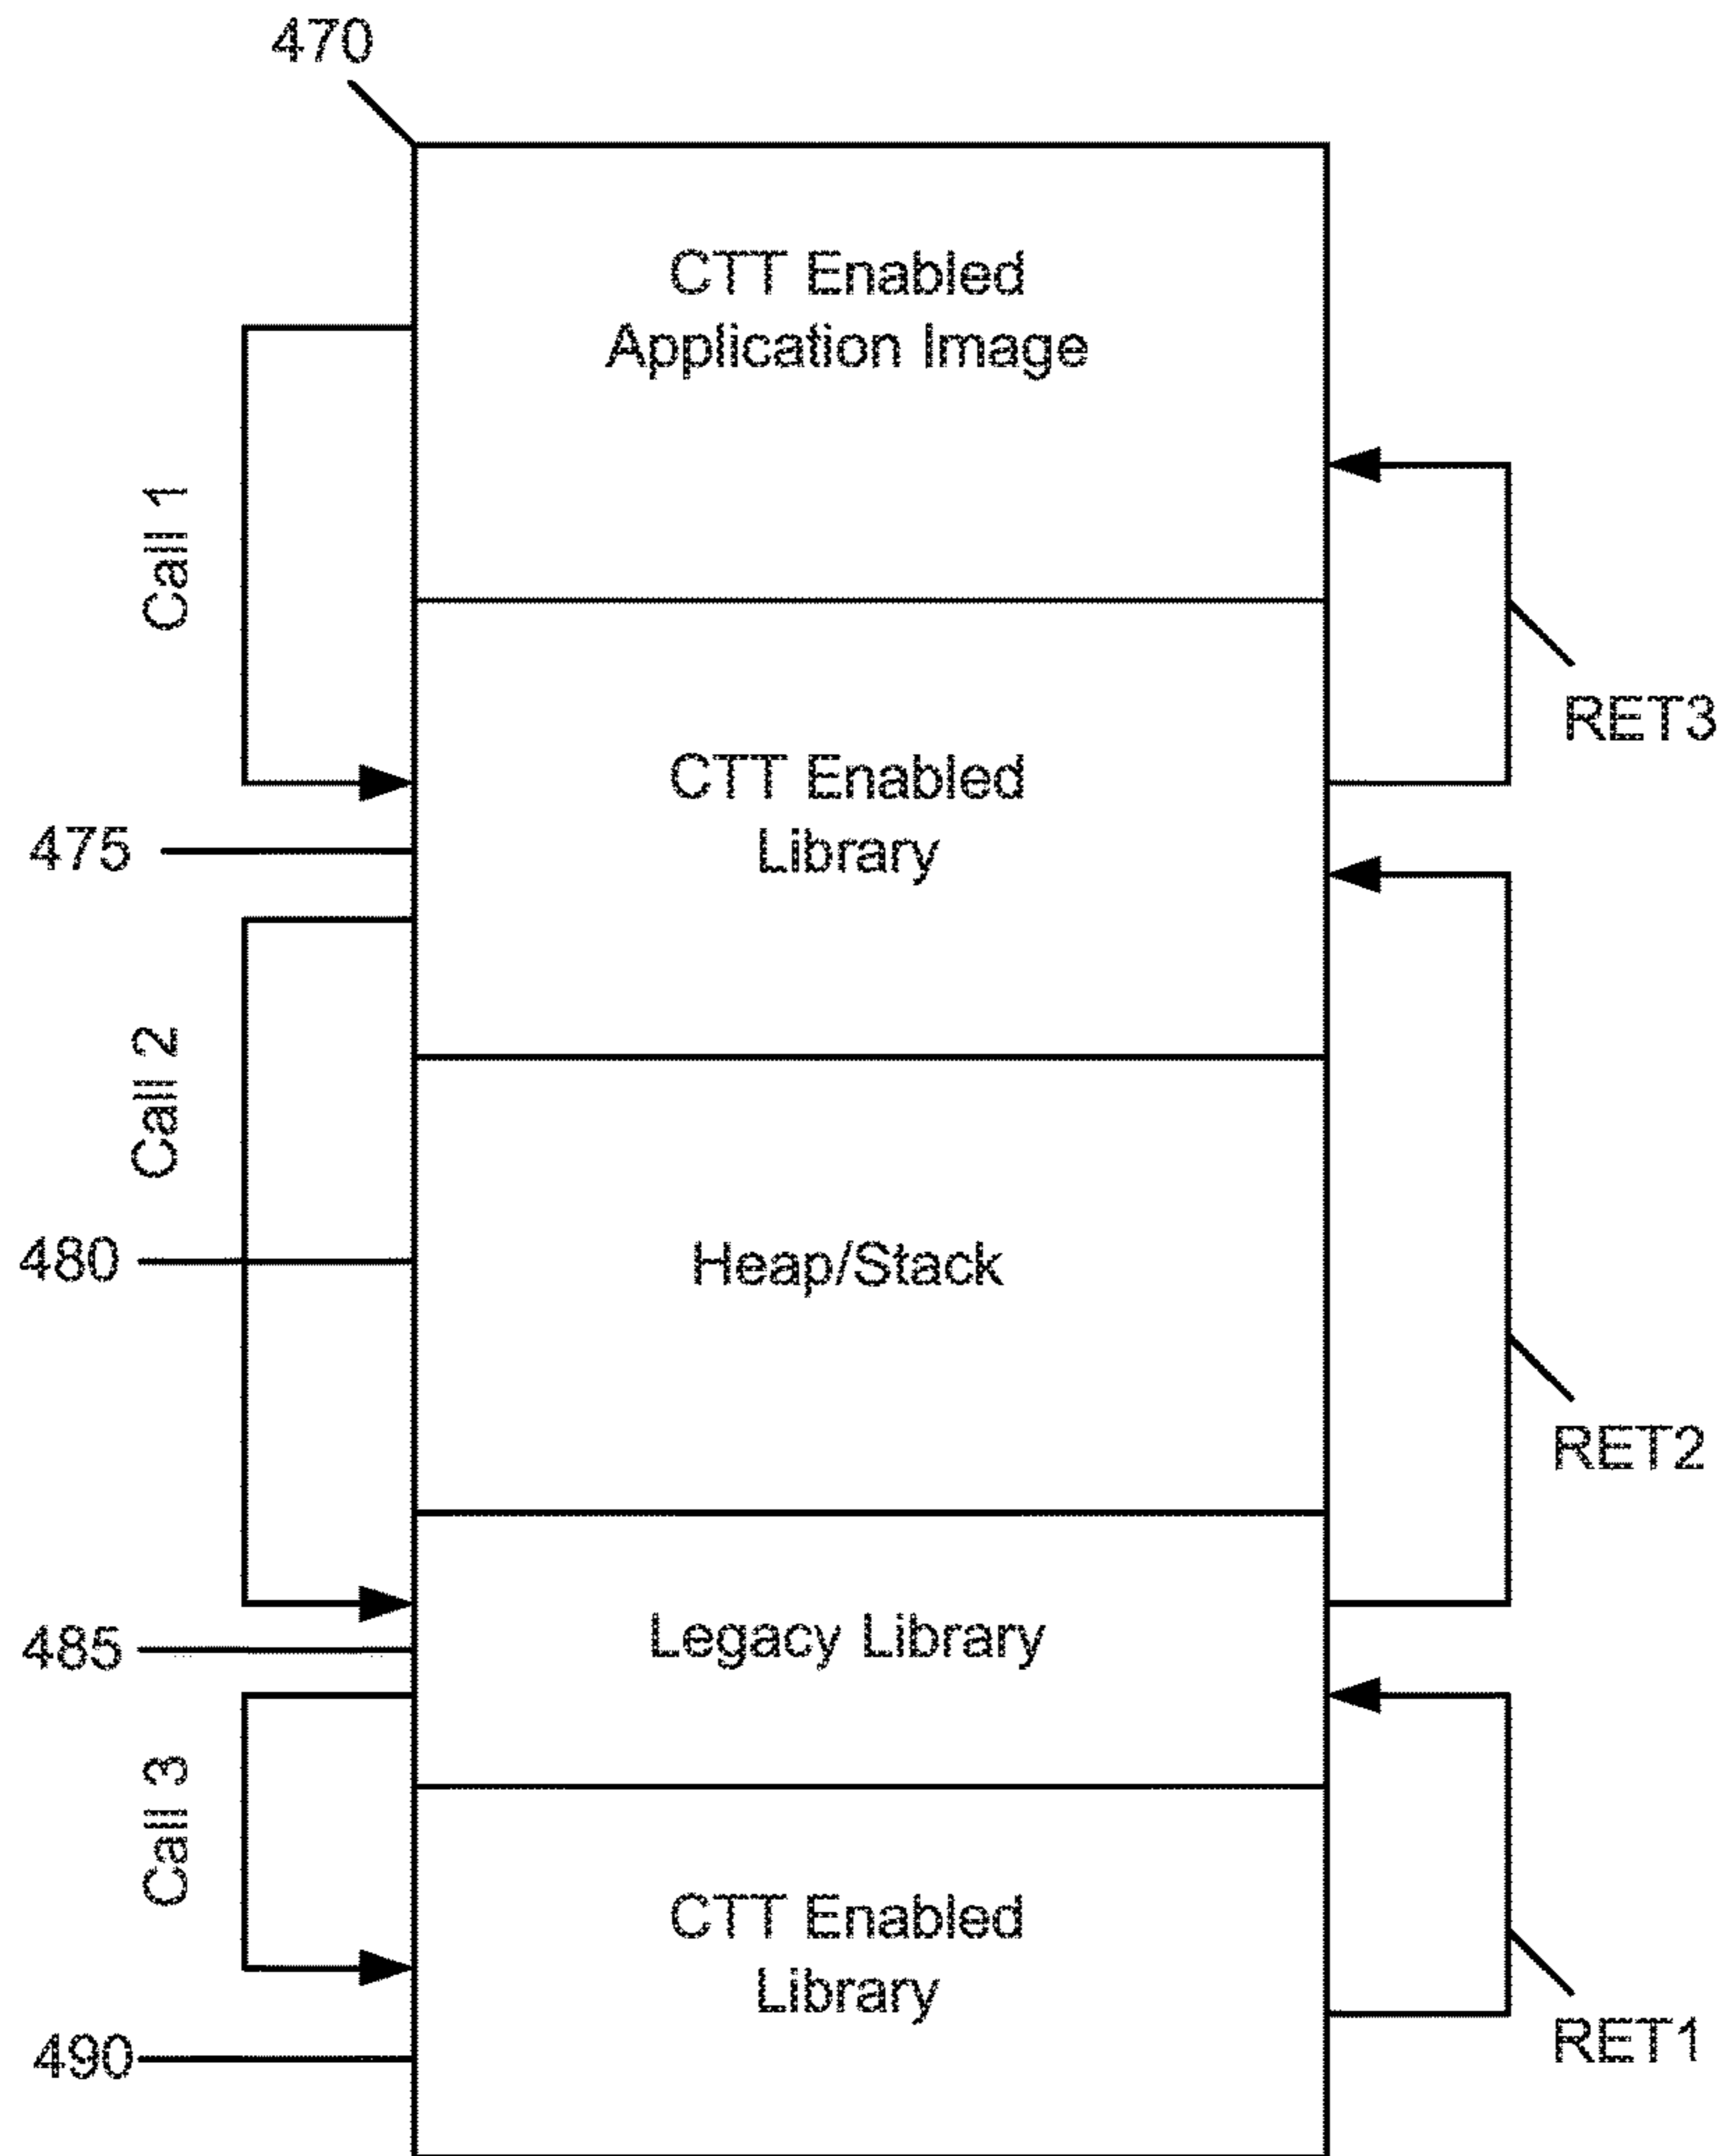 470
CTT Enabled
Application Image
Call 1
RET3
CTT Enabled
Library
475
Call 2
480
Heap/Stack
RET2
Legacy Library
485
Call 3
CTT Enabled
Library
RET1
490